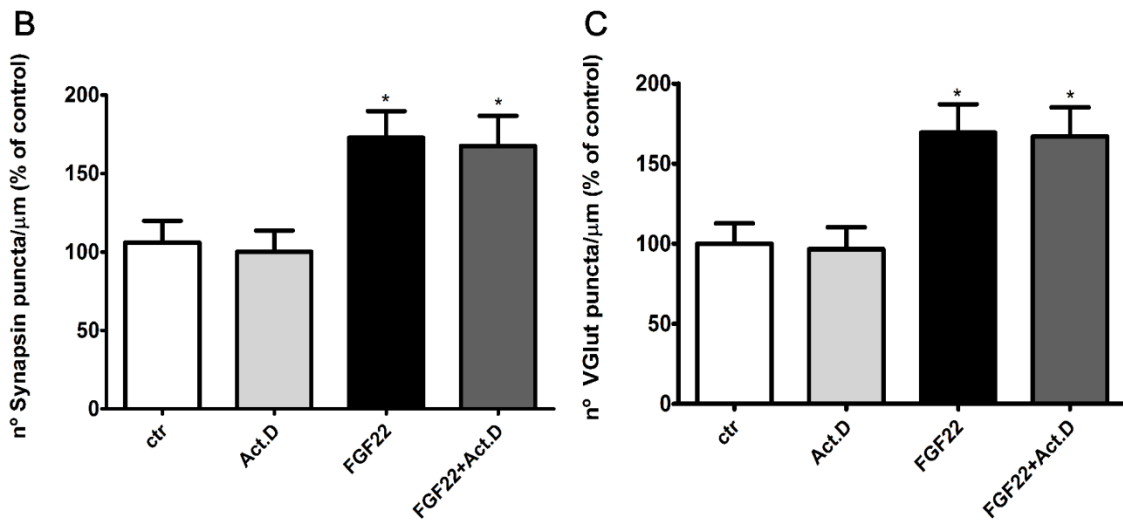 B
n° Synapsin puncta/µm (% of control)
200
150
100
50
0
*
*
ctr
Act.D
FGF22
FGF22+Act.D
C
n° VGlut puncta/µm (% of control)
200
150
100
50
0
*
*
ctr
Act.D
FGF22
FGF22+Act.D